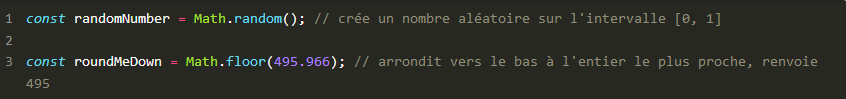 1 const randomNumber = Math.random(); // crée un nombre aléatoire sur l'intervalle [0, 1]
2
3 const roundMeDown = Math.floor(495.966); // arrondit vers le bas à l'entier le plus proche, renvoie
495